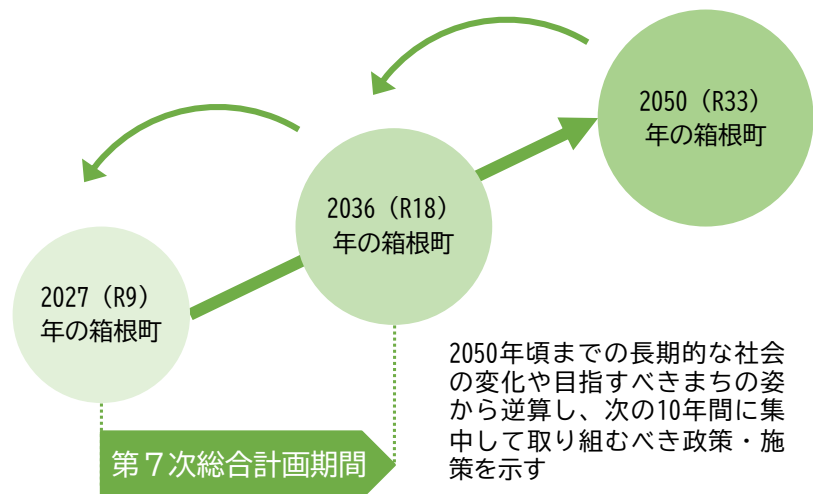 2050（R33）
年の箱根町
2036（R18）
年の箱根町
2027（R9）
年の箱根町
2050年頃までの長期的な社会
の変化や目指すべきまちの姿
から逆算し、次の10年間に集
中して取り組むべき政策・施
策を示す
第７次総合計画期間